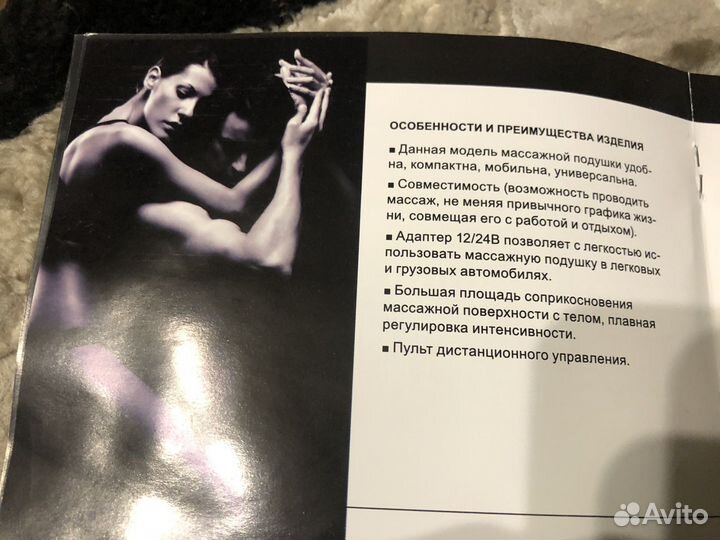 ОСОБЕННОСТИ И ПРЕИМУЩЕСТВА ИЗДЕЛИЯ
■ Данная модель массажной подушки удоб-
на, компактна, мобильна, универсальна.
■ Совместимость (возможность проводить
массаж, не меняя привычного графика жиз-
ни, совмещая его с работой и отдыхом).
■ Адаптер 12/24В позволяет с легкостью ис-
пользовать массажную подушку в легковых
и грузовых автомобилях.
■ Большая площадь соприкосновения
массажной поверхности с телом, плавная
регулировка интенсивности.
■ Пульт дистанционного управления.
Avito